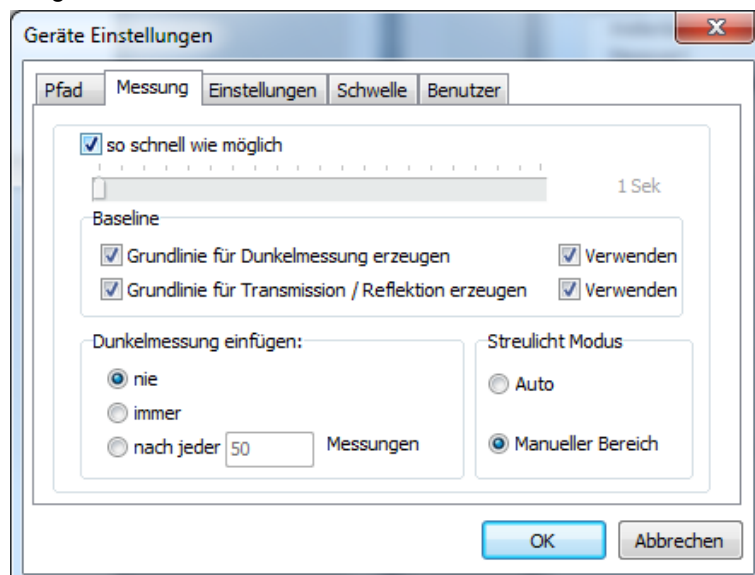 Geräte Einstellungen
Pfad Messung Einstellungen Schwelle Benutzer
so schnell wie möglich
1 Sek
Baseline
Grundlinie für Dunkelmessung erzeugen Verwenden
Grundlinie für Transmission / Reflektion erzeugen Verwenden
Dunkelmessung einfügen:
nie
immer
nach jeder 50 Messungen
Streulicht Modus
Auto
Manueller Bereich
OK Abbrechen